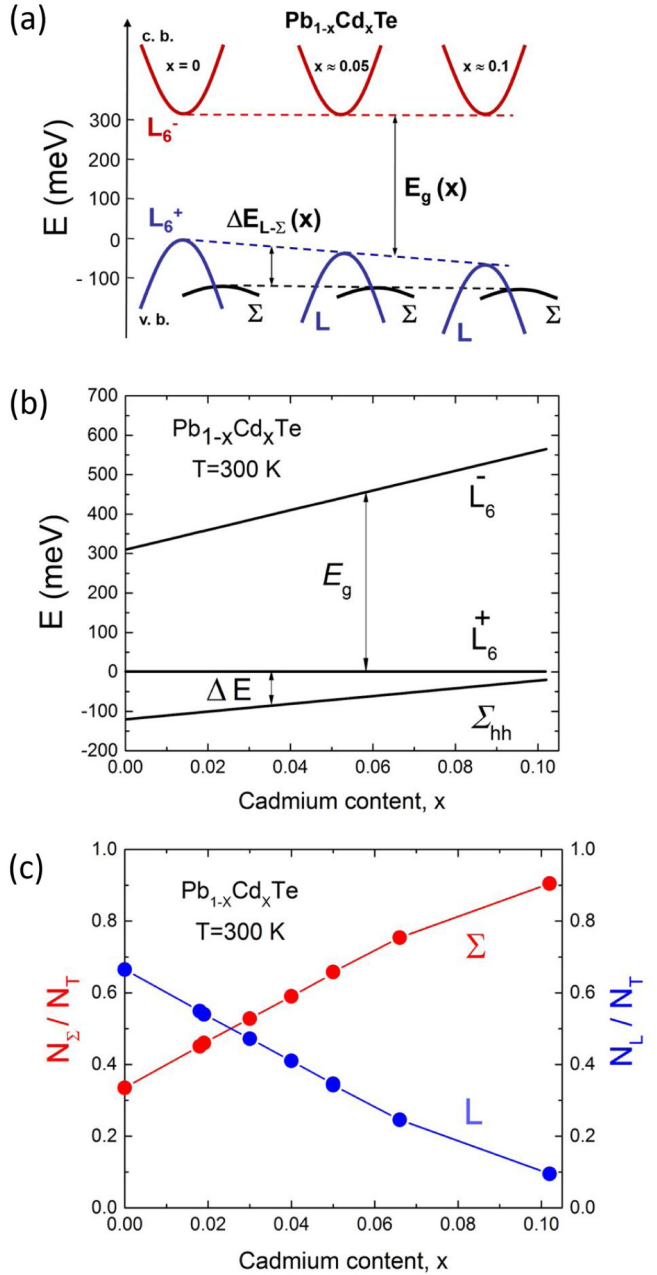 (a)
Pb1-xCdxTe
c. b.
x = 0
x ≈ 0.05
x ≈ 0.1
E (meV)
300
200
100
0
- 100
L6-
Eg (x)
L6+
ΔEL-Σ(x)
v. b.
Σ
L
Σ
L
Σ
(b)
700
600
500
400
300
200
100
0
-100
-200
E (meV)
Pb1-xCdxTe
T=300 K
L6-
Eg
L6+
Δ E
Σhh
0.00
0.02
0.04
0.06
0.08
0.10
Cadmium content, x
(c)
1.0
0.8
0.6
0.4
0.2
0.0
NΣ / NT
Pb1-XCdXTe
T=300 K
Σ
L
1.0
0.8
0.6
0.4
0.2
0.0
NL / NT
0.00
0.02
0.04
0.06
0.08
0.10
Cadmium content, x